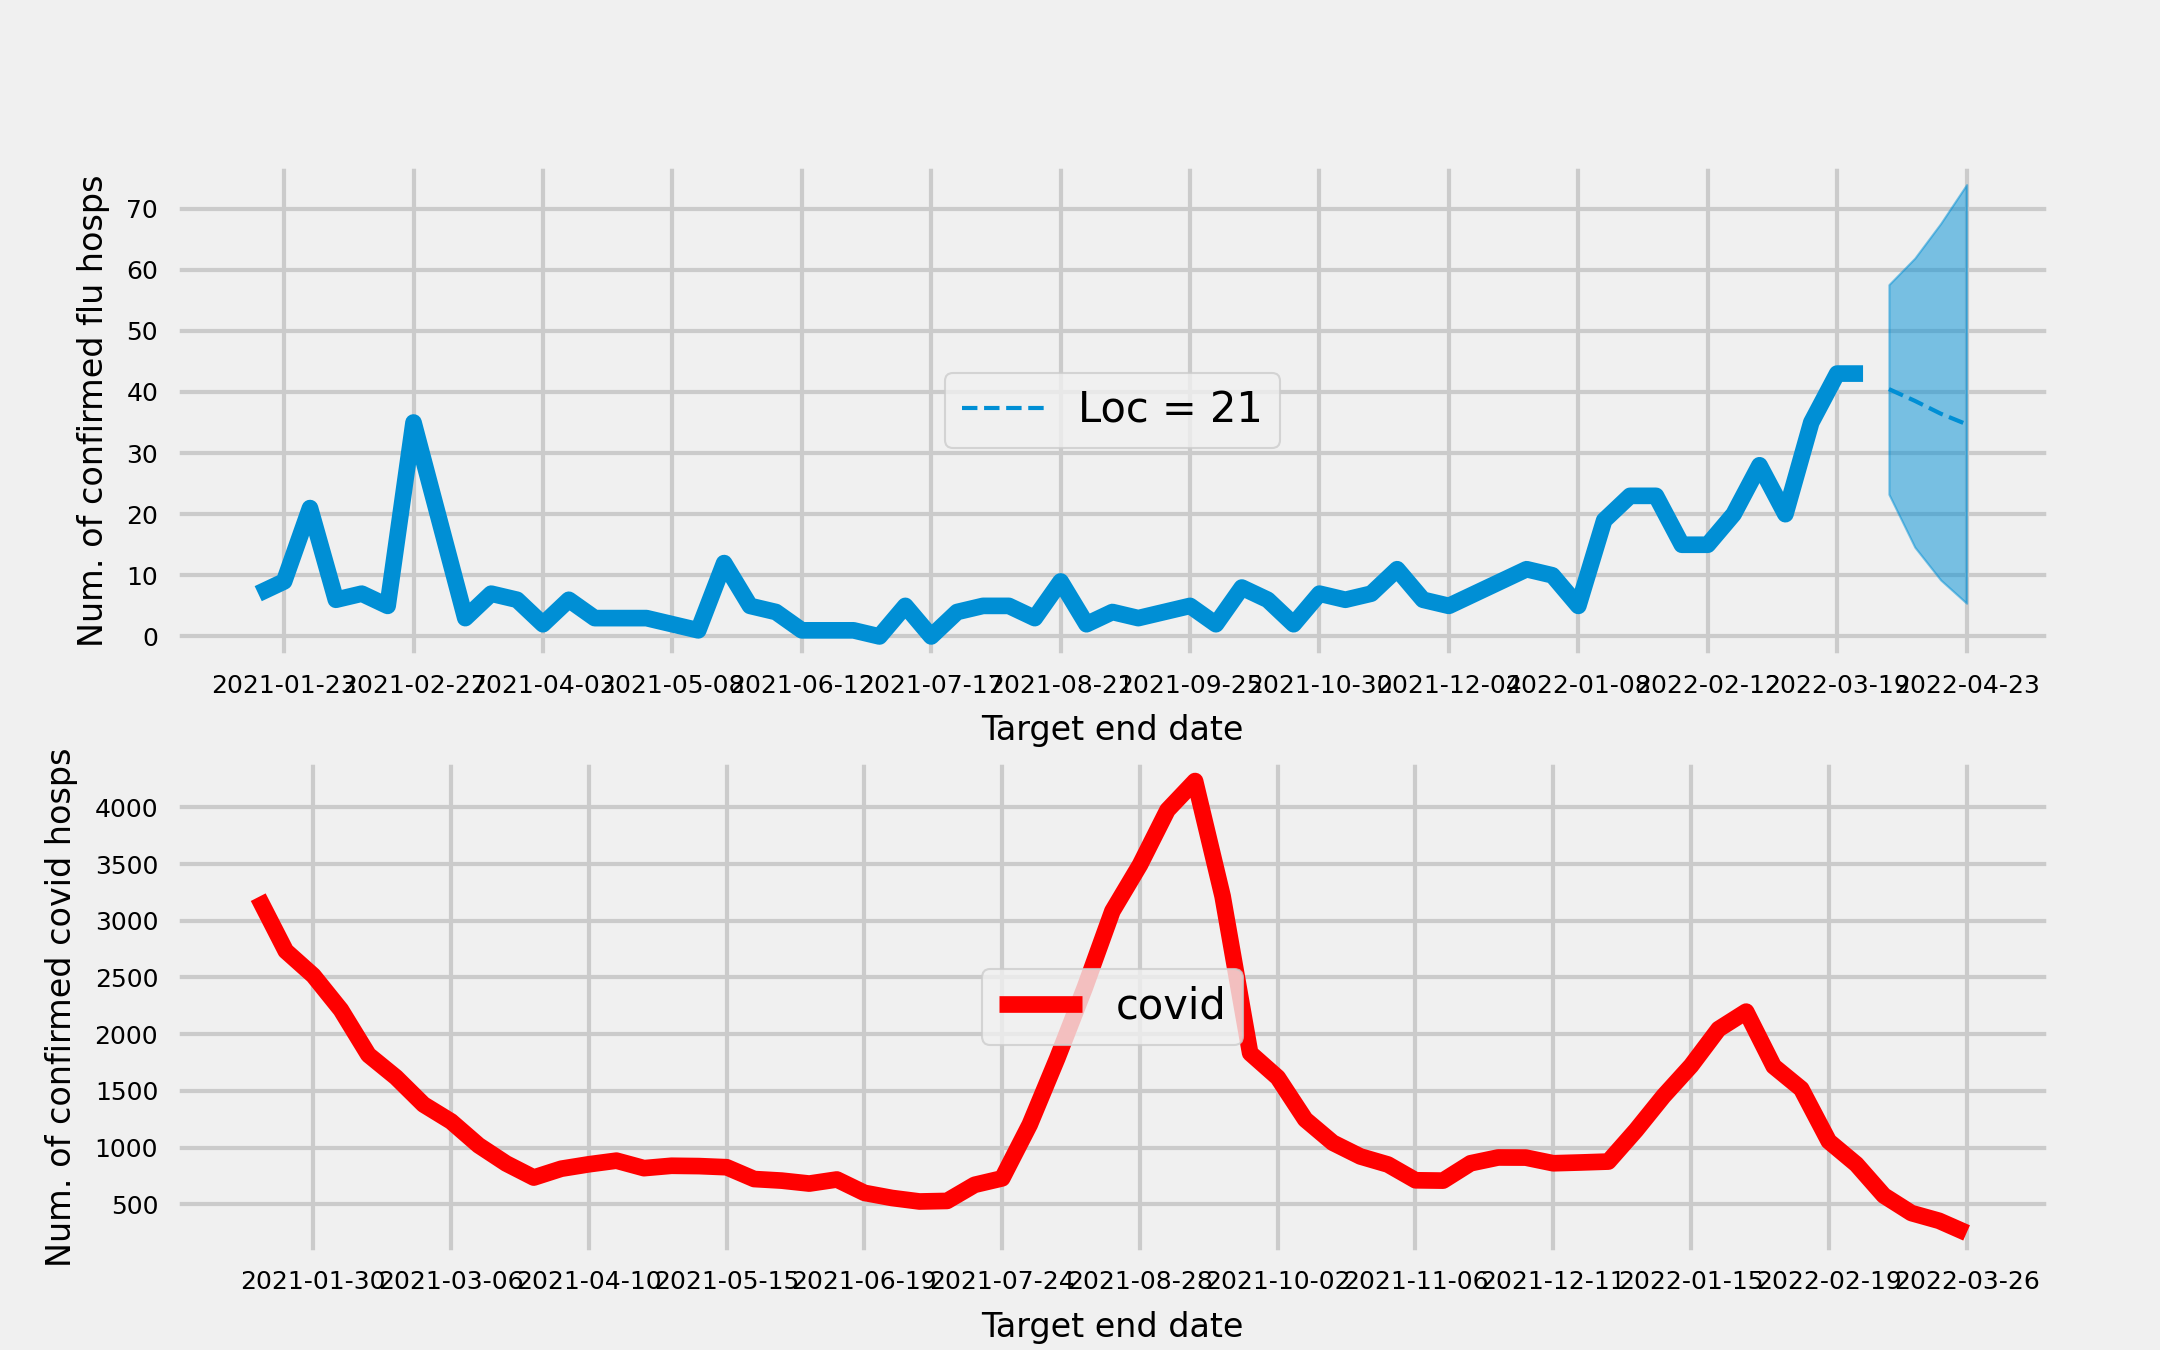 Num. of confirmed flu hosps
70
60
50
40
30
20
10
0
Loc = 21
2021-01-23 2021-02-27 2021-04-03 2021-05-08 2021-06-12 2021-07-17 2021-08-21 2021-09-25 2021-10-30 2021-12-04 2022-01-08 2022-02-12 2022-03-19 2022-04-23
Target end date
Num. of confirmed covid hosps
4000
3500
3000
2500
2000
1500
1000
500
covid
2021-01-30 2021-03-06 2021-04-10 2021-05-15 2021-06-19 2021-07-24 2021-08-28 2021-10-02 2021-11-06 2021-12-11 2022-01-15 2022-02-19 2022-03-26
Target end date